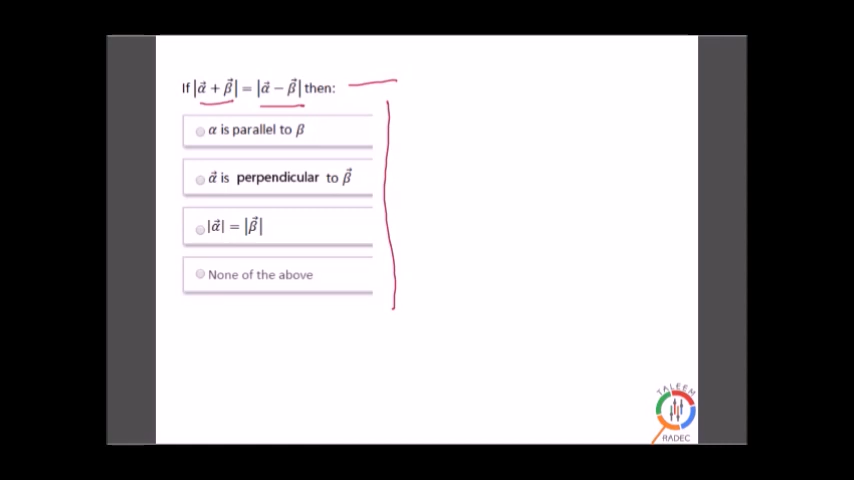 If |α⃗ + β⃗| = |α⃗ − β⃗| then:
α is parallel to β
α⃗ is perpendicular to β⃗
|α⃗| = |β⃗|
None of the above
TALEEM
RADEC